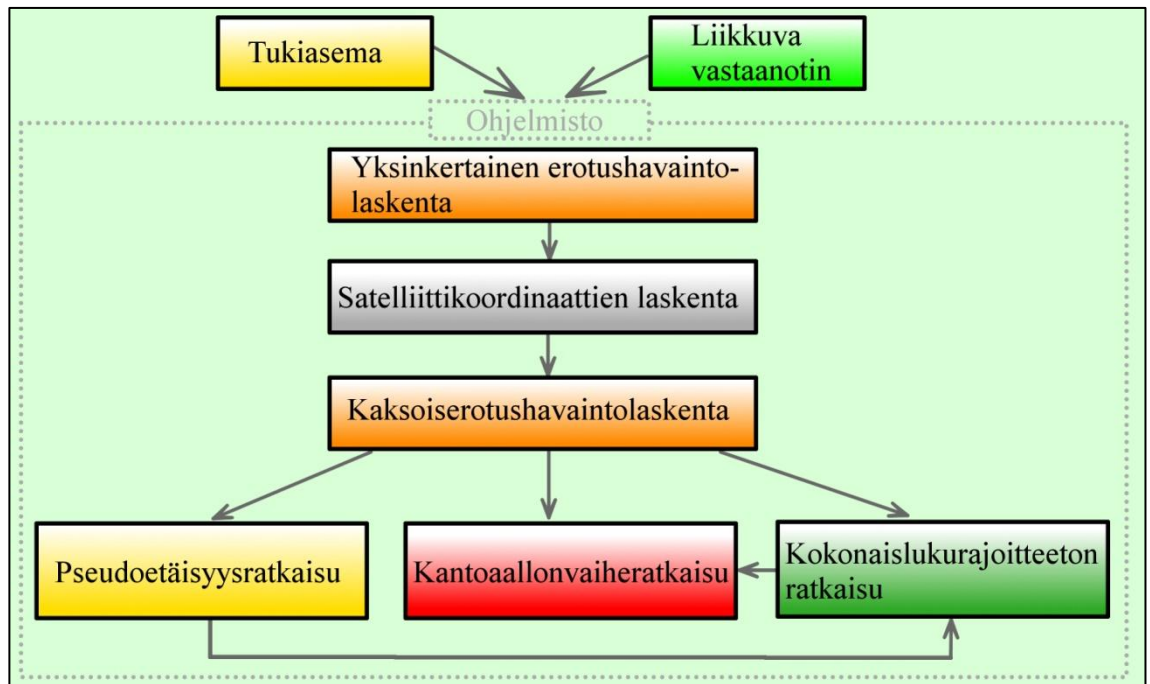 Tukiasema
Liikkuva
vastaanotin
Ohjelmisto
Yksinkertainen erotushavainto-
laskenta
Satelliittikoordinaattien laskenta
Kaksoiserotushavaintolaskenta
Pseudoetäisyysratkaisu
Kantoaallonvaiheratkaisu
Kokonaislukurajoitteeton
ratkaisu